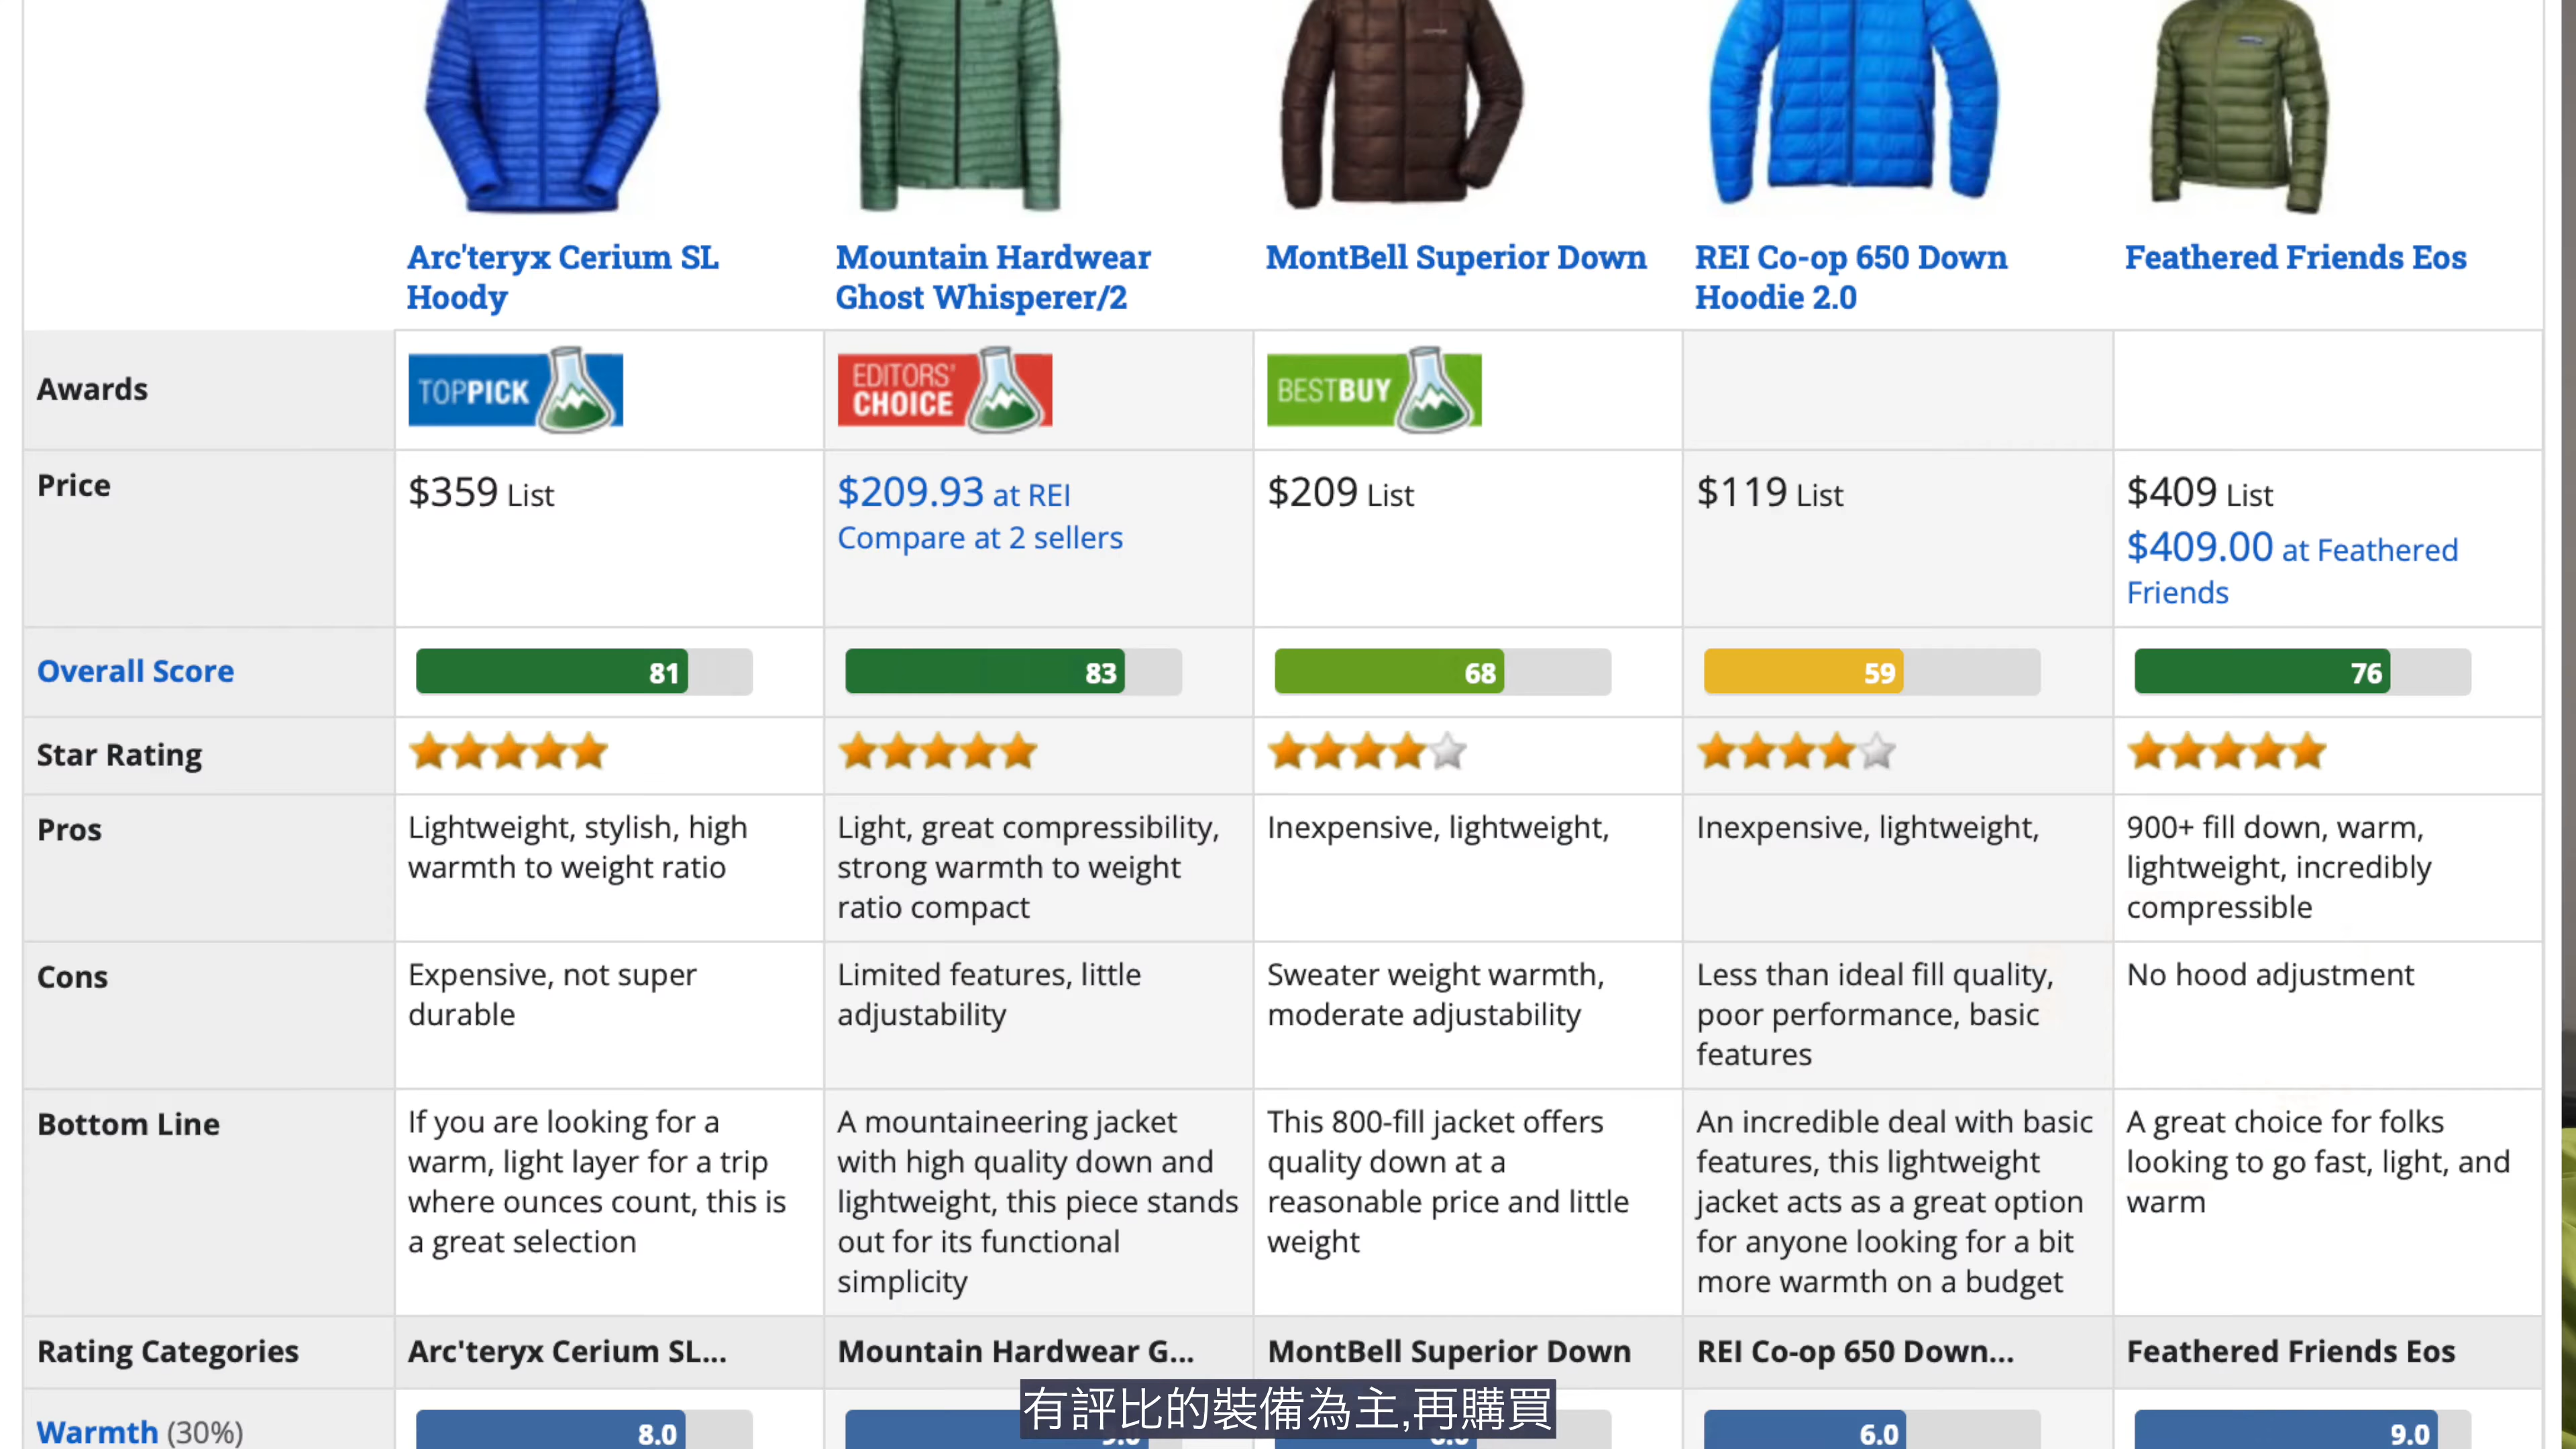 Arc'teryx Cerium SL
Hoody
Mountain Hardwear
Ghost Whisperer/2
MontBell Superior Down
REI Co-op 650 Down
Hoodie 2.0
Feathered Friends Eos
Awards
TOPPICK
EDITORS'
CHOICE
BESTBUY
Price
$359 List
$209.93 at REI
Compare at 2 sellers
$209 List
$119 List
$409 List
$409.00 at Feathered
Friends
Overall Score
81
83
68
59
76
Star Rating
Pros
Lightweight, stylish, high
warmth to weight ratio
Light, great compressibility,
strong warmth to weight
ratio compact
Inexpensive, lightweight,
Inexpensive, lightweight,
900+ fill down, warm,
lightweight, incredibly
compressible
Cons
Expensive, not super
durable
Limited features, little
adjustability
Sweater weight warmth,
moderate adjustability
Less than ideal fill quality,
poor performance, basic
features
No hood adjustment
Bottom Line
If you are looking for a
warm, light layer for a trip
where ounces count, this is
a great selection
A mountaineering jacket
with high quality down and
lightweight, this piece stands
out for its functional
simplicity
This 800-fill jacket offers
quality down at a
reasonable price and little
weight
An incredible deal with basic
features, this lightweight
jacket acts as a great option
for anyone looking for a bit
more warmth on a budget
A great choice for folks
looking to go fast, light, and
warm
Rating Categories
Arc'teryx Cerium SL...
Mountain Hardwear G...
MontBell Superior Down
REI Co-op 650 Down...
Feathered Friends Eos
Warmth (30%)
8.0
6.0
9.0
有評比的裝備為主,再購買